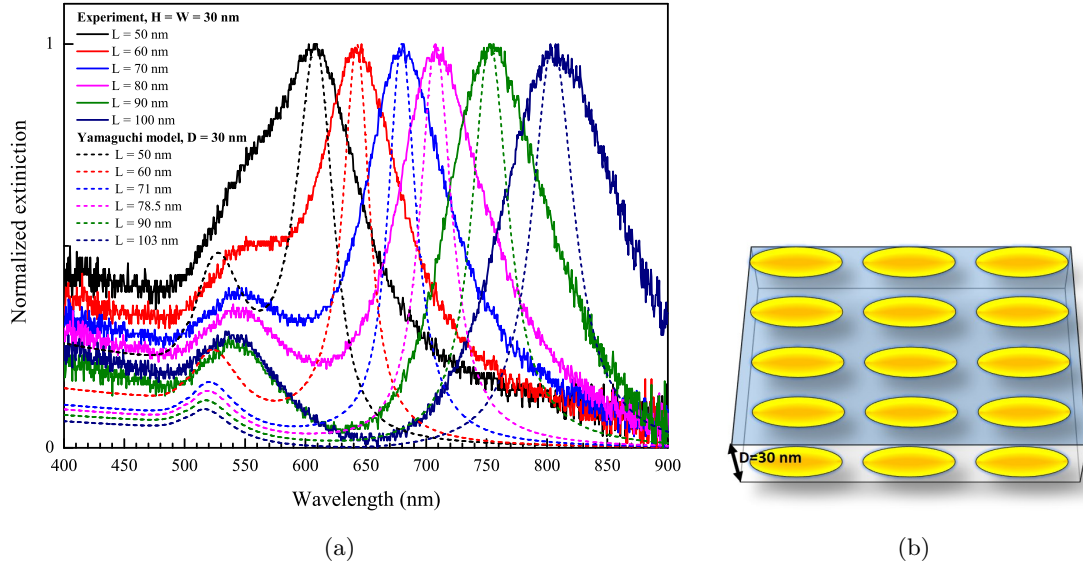 Experiment, H = W = 30 nm
L = 50 nm
L = 60 nm
L = 70 nm
L = 80 nm
L = 90 nm
L = 100 nm
Yamaguchi model, D = 30 nm
L = 50 nm
L = 60 nm
L = 71 nm
L = 78.5 nm
L = 90 nm
L = 103 nm
1
0
Normalized extiniction
400 450 500 550 600 650 700 750 800 850 900
Wavelength (nm)
D=30 nm
(a)
(b)